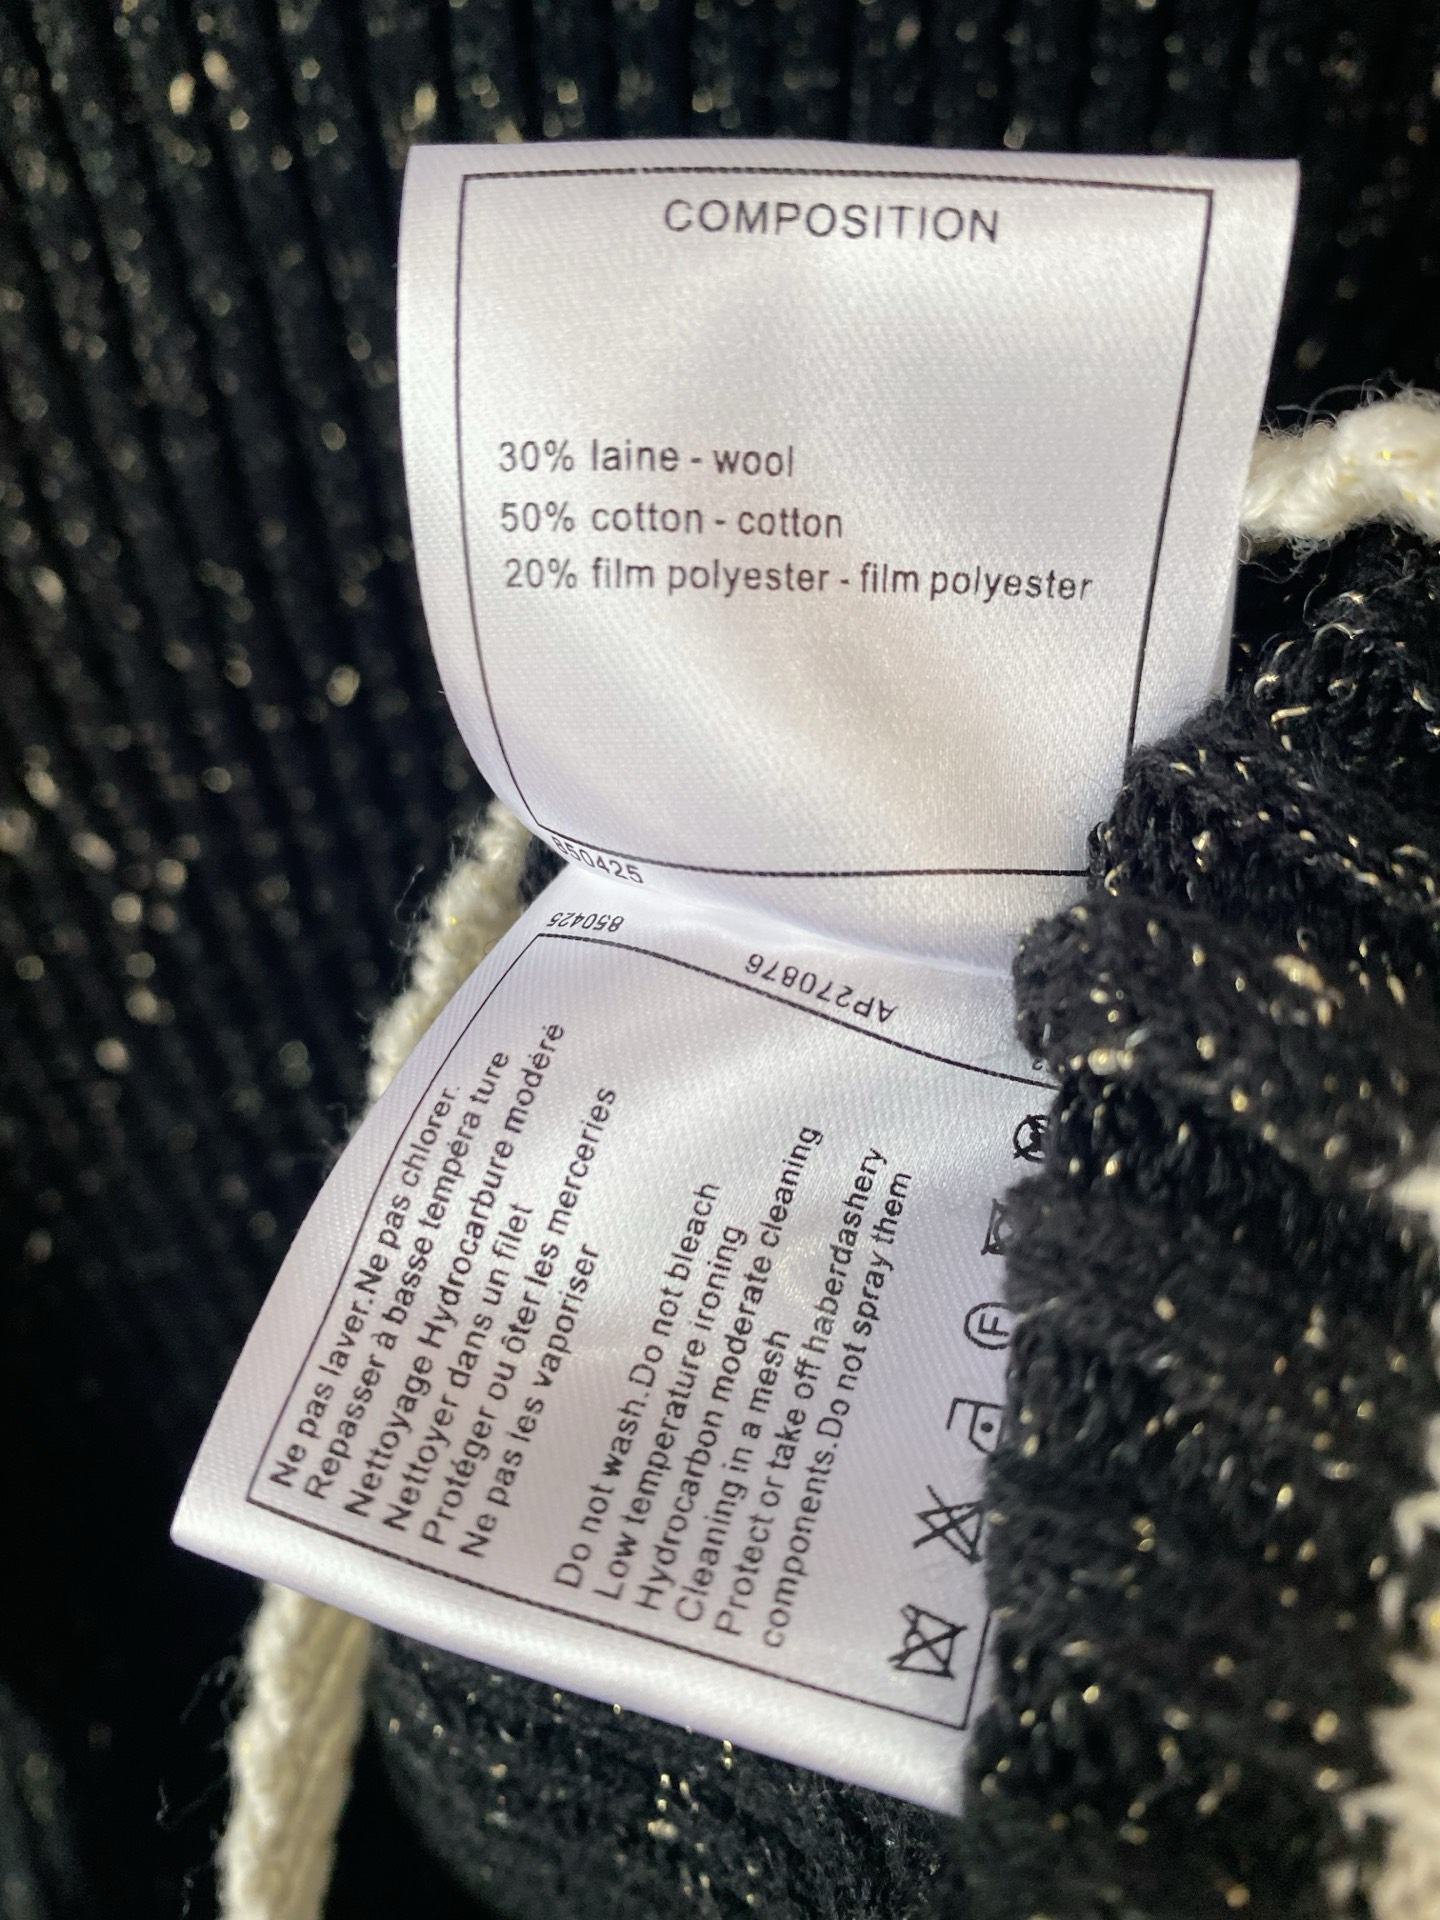 COMPOSITION
30% laine - wool
50% cotton - cotton
20% film polyester - film polyester
850425
850425
AP270876
Ne pas laver.Ne pas chlorer.
Repasser à basse tempéra ture
Nettoyage Hydrocarbure modéré
Nettoyer dans un filet
Protéger ou ôter les merceries
Ne pas les vaporiser
Do not wash.Do not bleach
Low temperature ironing
Hydrocarbon moderate cleaning
Cleaning in a mesh
Protect or take off haberdashery
components.Do not spray them
F